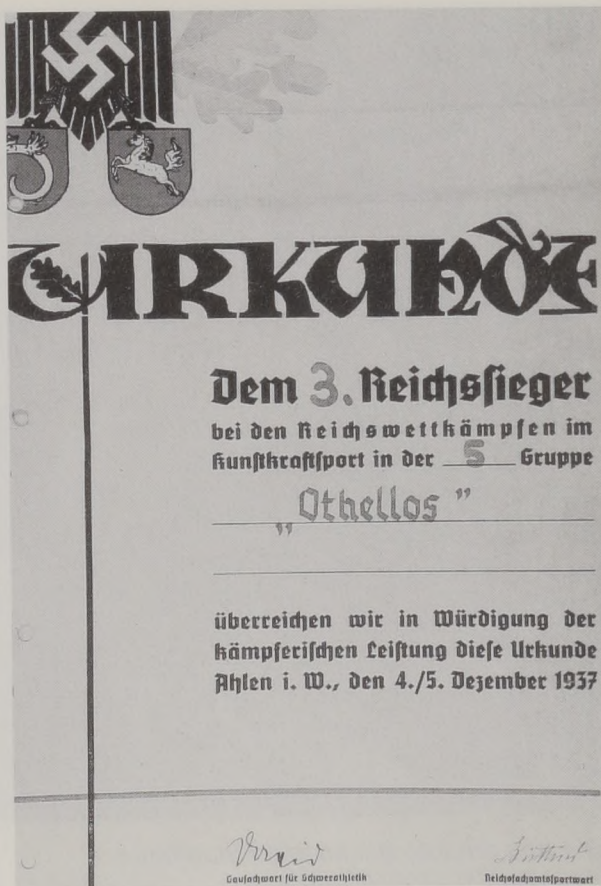 URKUNDE
Dem 3. Reichssieger
bei den Reichswettkämpfen im
Kunstkraftsport in der 5 Gruppe
„Othellos”
überreichen wir in Würdigung der
kämpferischen Leistung diese Urkunde
Ahlen i. W., den 4./5. Dezember 1937
Gaufachwart für Schwerathletik Reichsfachamtssportwart